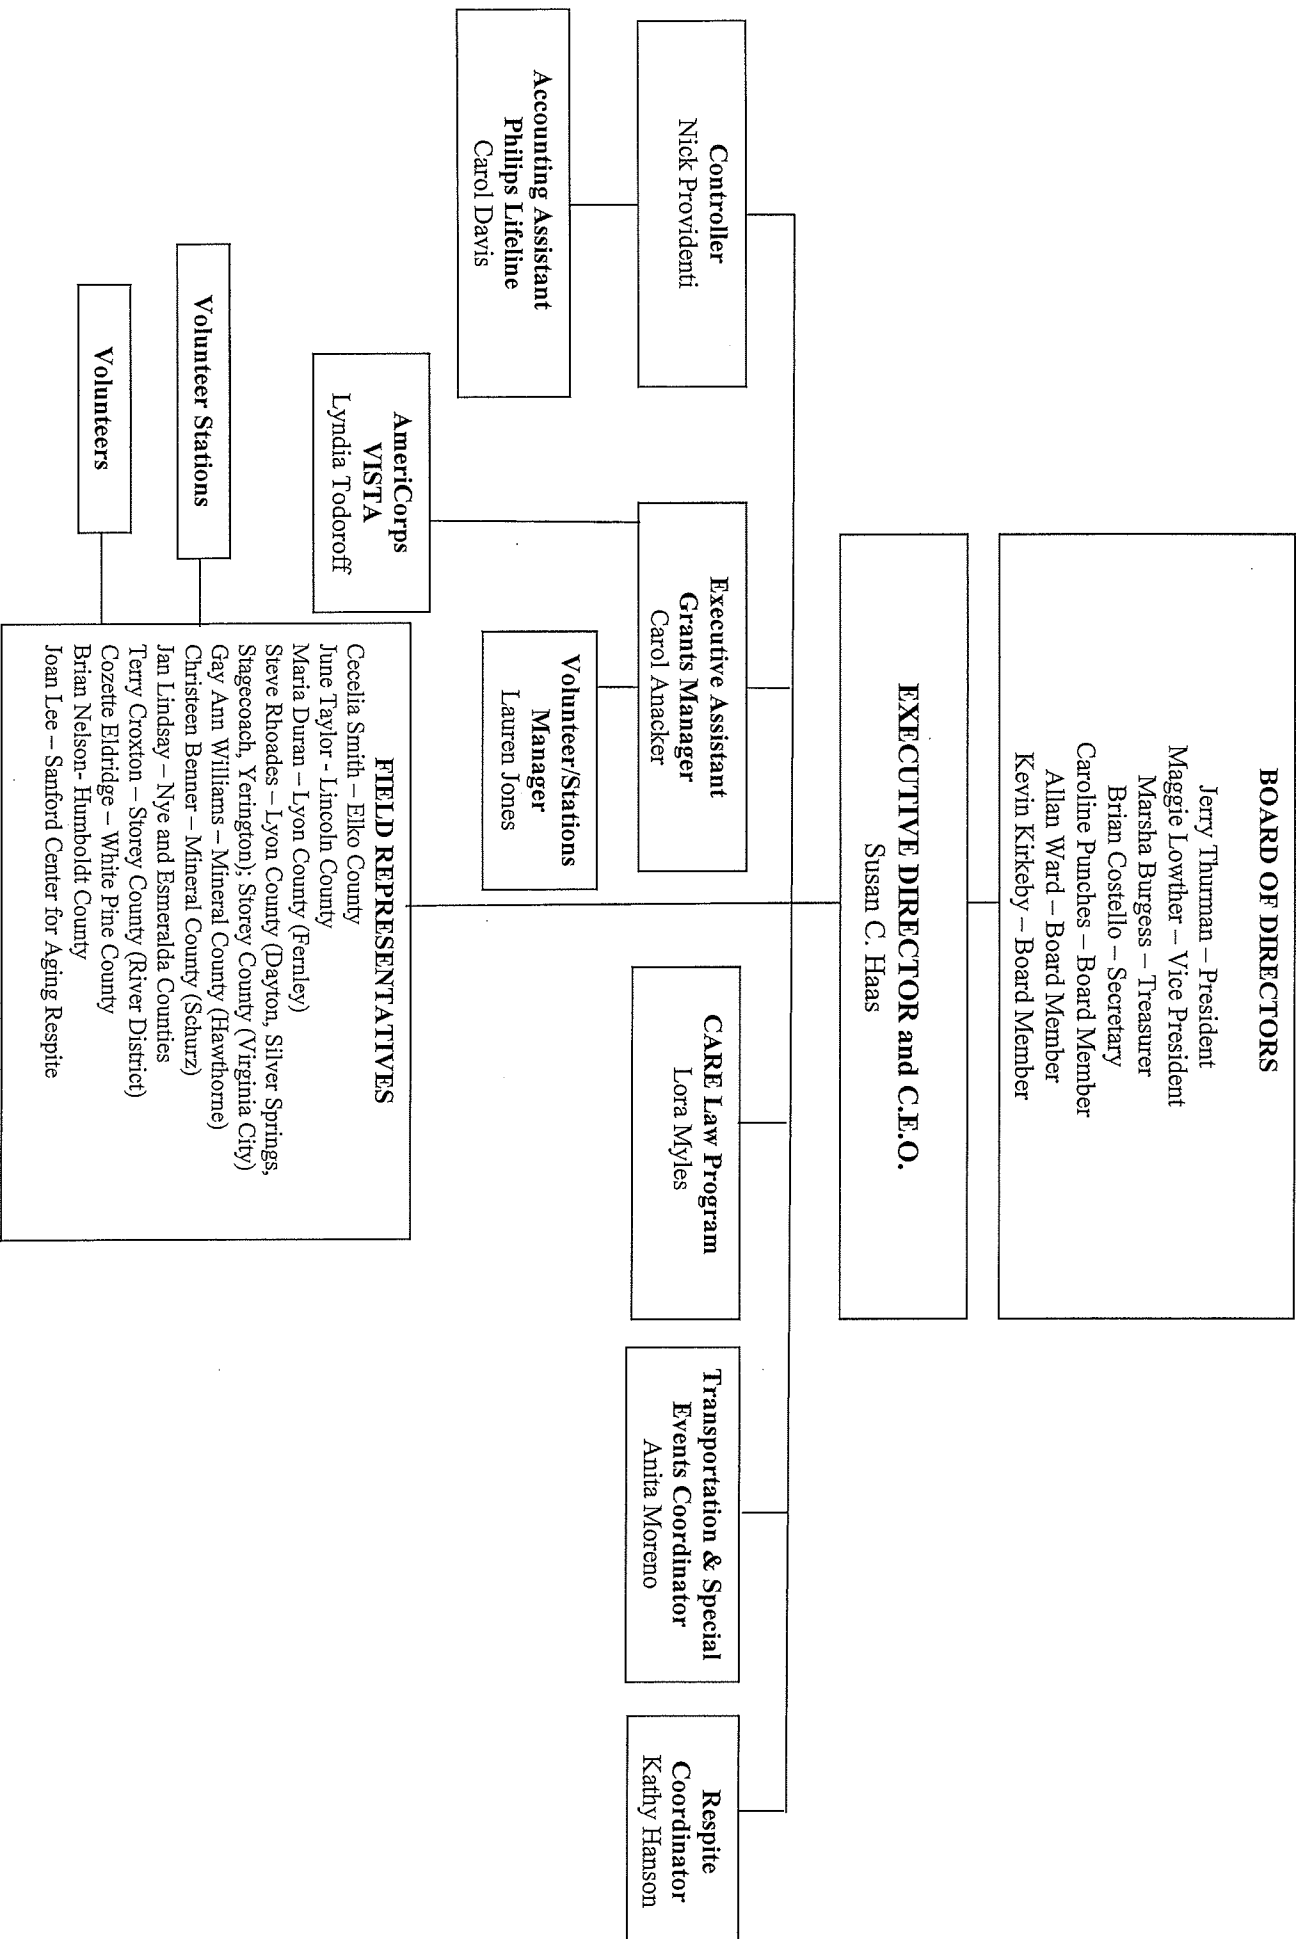 BOARD OF DIRECTORS
Jerry Thurman – President
Maggie Lowther – Vice President
Marsha Burgess – Treasurer
Brian Costello – Secretary
Caroline Punches – Board Member
Allan Ward – Board Member
Kevin Kirkeby – Board Member
EXECUTIVE DIRECTOR and C.E.O.
Susan C. Haas
Controller
Nick Providenti
Executive Assistant
Grants Manager
Carol Anacker
CARE Law Program
Lora Myles
Transportation & Special
Events Coordinator
Anita Moreno
Respite
Coordinator
Kathy Hanson
Accounting Assistant
Philips Lifeline
Carol Davis
Volunteer/Stations
Manager
Lauren Jones
AmeriCorps
VISTA
Lyndia Todoroff
FIELD REPRESENTATIVES
Cecelia Smith – Elko County
June Taylor - Lincoln County
Maria Duran – Lyon County (Fernley)
Steve Rhoades – Lyon County (Dayton, Silver Springs,
Stagecoach, Yerington); Storey County (Virginia City)
Gay Ann Williams – Mineral County (Hawthorne)
Christeen Benner – Mineral County (Schurz)
Jan Lindsay – Nye and Esmeralda Counties
Terry Croxton – Storey County (River District)
Cozette Eldridge – White Pine County
Brian Nelson- Humboldt County
Joan Lee – Sanford Center for Aging Respite
Volunteer Stations
Volunteers